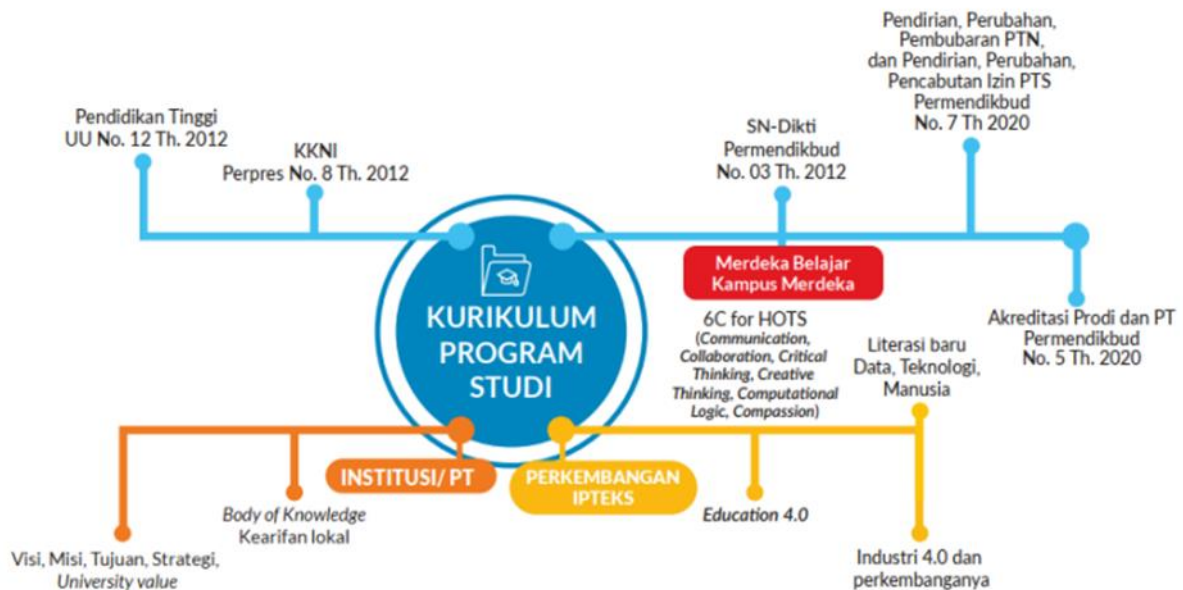 Pendidikan Tinggi
UU No. 12 Th. 2012
KKNI
Perpres No. 8 Th. 2012
SN-Dikti
Permendikbud
No. 03 Th. 2012
Pendirian, Perubahan,
Pembubaran PTN,
dan Pendirian, Perubahan,
Pencabutan Izin PTS
Permendikbud
No. 7 Th 2020
Merdeka Belajar
Kampus Merdeka
Akreditasi Prodi dan PT
Permendikbud
No. 5 Th. 2020
KURIKULUM
PROGRAM
STUDI
6C for HOTS
(Communication,
Collaboration, Critical
Thinking, Creative
Thinking, Computational
Logic, Compassion)
Literasi baru
Data, Teknologi,
Manusia
INSTITUSI/ PT
PERKEMBANGAN
IPTEKS
Body of Knowledge
Kearifan lokal
Education 4.0
Visi, Misi, Tujuan, Strategi,
University value
Industri 4.0 dan
perkembanganya